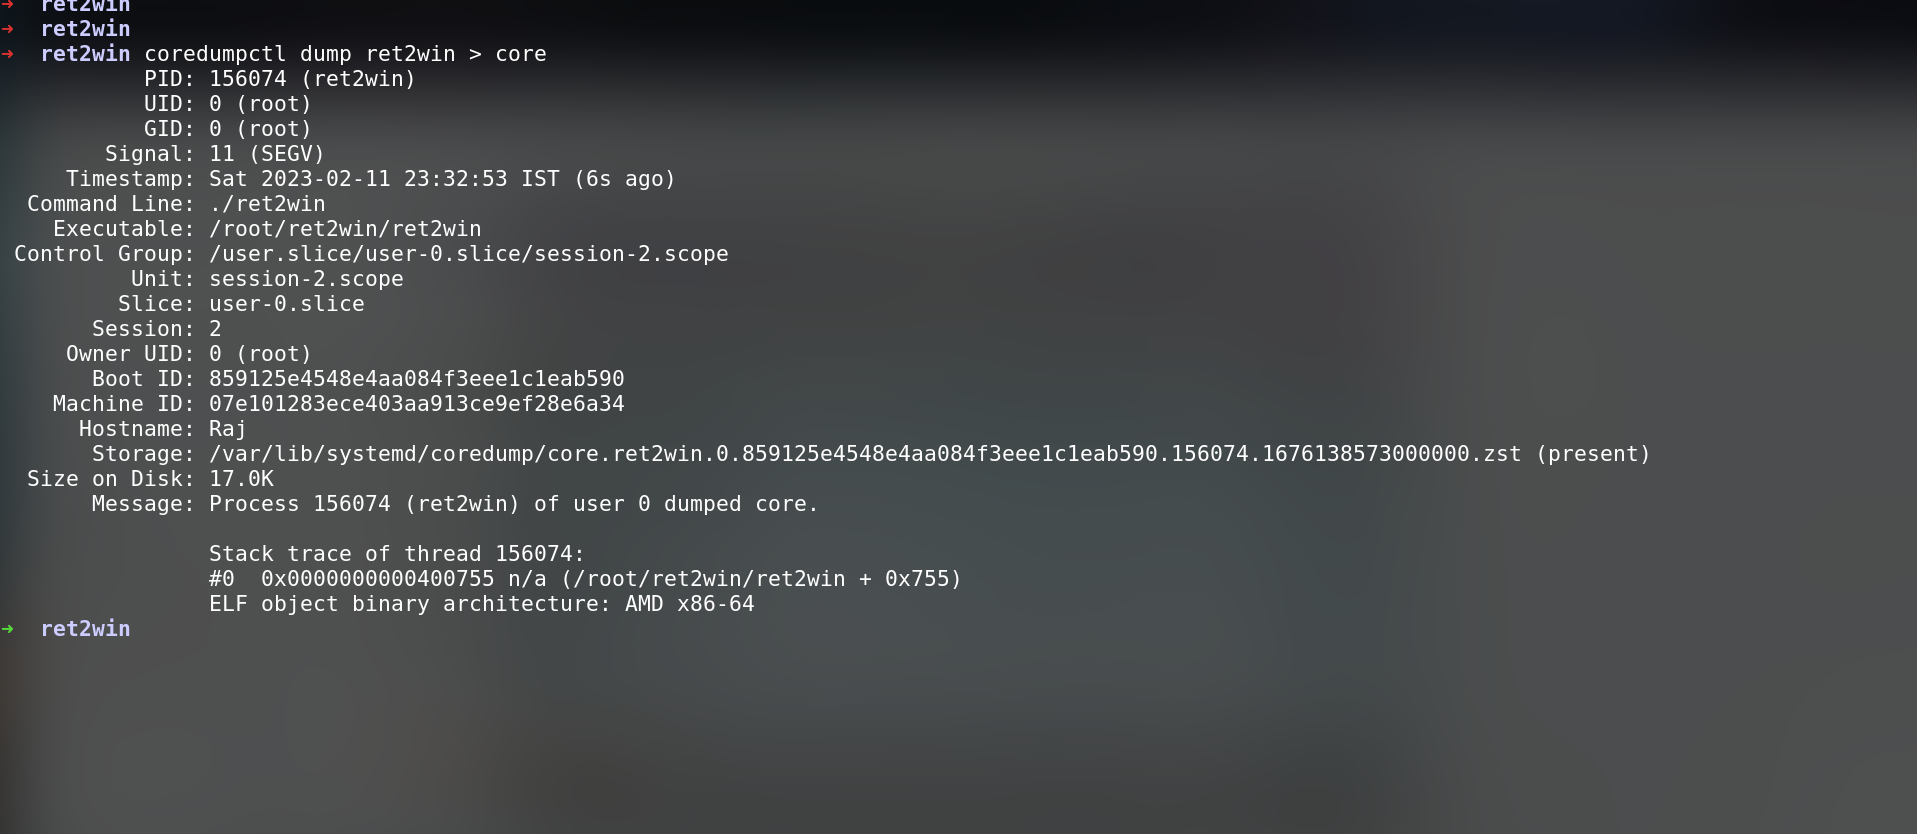 ➜  ret2win
➜  ret2win
➜  ret2win coredumpctl dump ret2win > core
           PID: 156074 (ret2win)
           UID: 0 (root)
           GID: 0 (root)
        Signal: 11 (SEGV)
     Timestamp: Sat 2023-02-11 23:32:53 IST (6s ago)
  Command Line: ./ret2win
    Executable: /root/ret2win/ret2win
 Control Group: /user.slice/user-0.slice/session-2.scope
          Unit: session-2.scope
         Slice: user-0.slice
       Session: 2
     Owner UID: 0 (root)
       Boot ID: 859125e4548e4aa084f3eee1c1eab590
    Machine ID: 07e101283ece403aa913ce9ef28e6a34
      Hostname: Raj
       Storage: /var/lib/systemd/coredump/core.ret2win.0.859125e4548e4aa084f3eee1c1eab590.156074.1676138573000000.zst (present)
  Size on Disk: 17.0K
       Message: Process 156074 (ret2win) of user 0 dumped core.

                Stack trace of thread 156074:
                #0  0x0000000000400755 n/a (/root/ret2win/ret2win + 0x755)
                ELF object binary architecture: AMD x86-64
➜  ret2win